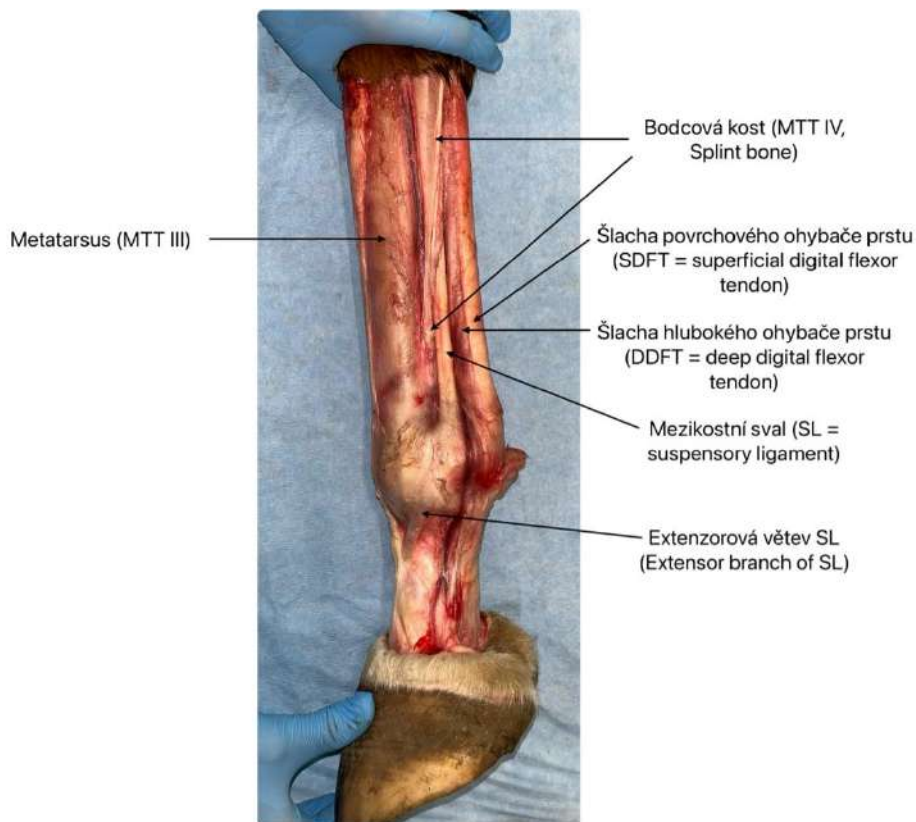 Bodcová kost (MTT IV,
Splint bone)
Metatarsus (MTT III)
Šlacha povrchového ohybače prstu
(SDFT = superficial digital flexor
tendon)
Šlacha hlubokého ohybače prstu
(DDFT = deep digital flexor
tendon)
Mezikostní sval (SL =
suspensory ligament)
Extenzorová větev SL
(Extensor branch of SL)